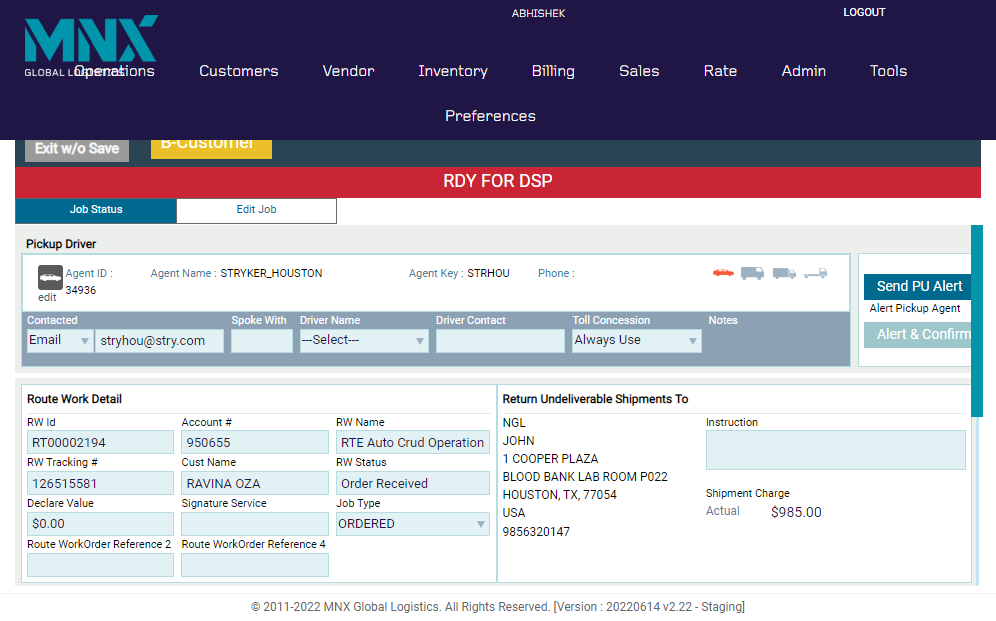 ABHISHEK
LOGOUT
MNX
GLOBAL LOGISTICS
Operations Customers Vendor Inventory Billing Sales Rate Admin Tools
Preferences
Exit w/o Save
B-Customer
RDY FOR DSP
Job Status Edit Job
Pickup Driver
Agent ID : Agent Name : STRYKER_HOUSTON Agent Key : STRHOU Phone :
34936
edit
Send PU Alert
Alert Pickup Agent
Alert & Confirm
Contacted Spoke With Driver Name Driver Contact Toll Concession Notes
Email stryhou@stry.com ---Select--- Always Use
Route Work Detail
RW Id Account # RW Name
RT00002194 950655 RTE Auto Crud Operation
RW Tracking # Cust Name RW Status
126515581 RAVINA OZA Order Received
Declare Value Signature Service Job Type
$0.00 ORDERED
Route WorkOrder Reference 2 Route WorkOrder Reference 4
Return Undeliverable Shipments To
NGL
JOHN
1 COOPER PLAZA
BLOOD BANK LAB ROOM P022
HOUSTON, TX, 77054
USA
9856320147
Instruction
Shipment Charge
Actual $985.00
© 2011-2022 MNX Global Logistics. All Rights Reserved. [Version : 20220614 v2.22 - Staging]